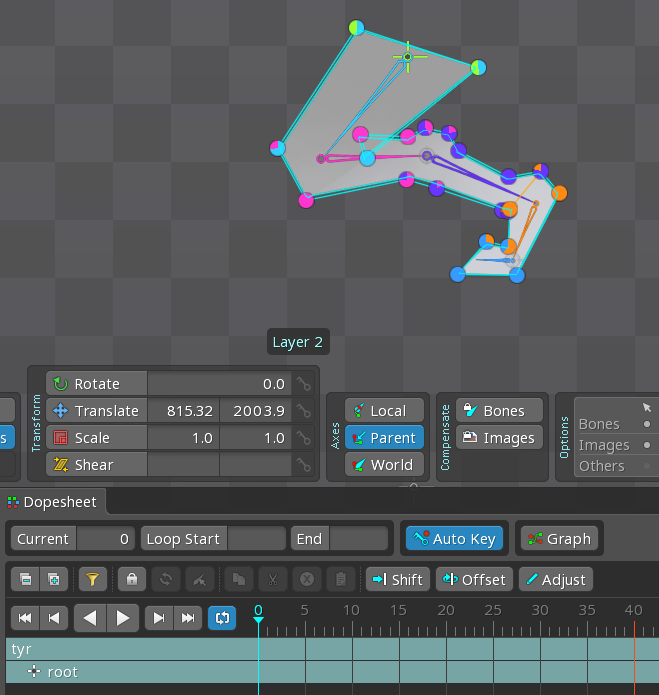 Layer 2
Transform
Rotate 0.0
Translate 815.32 2003.9
Scale 1.0 1.0
Shear
Axes
Local
Parent
World
Compensate
Bones
Images
Options
Bones
Images
Others
s
Dopesheet
Current 0 Loop Start End Auto Key Graph
Shift Offset Adjust
0 5 10 15 20 25 30 35 40
tyr
root